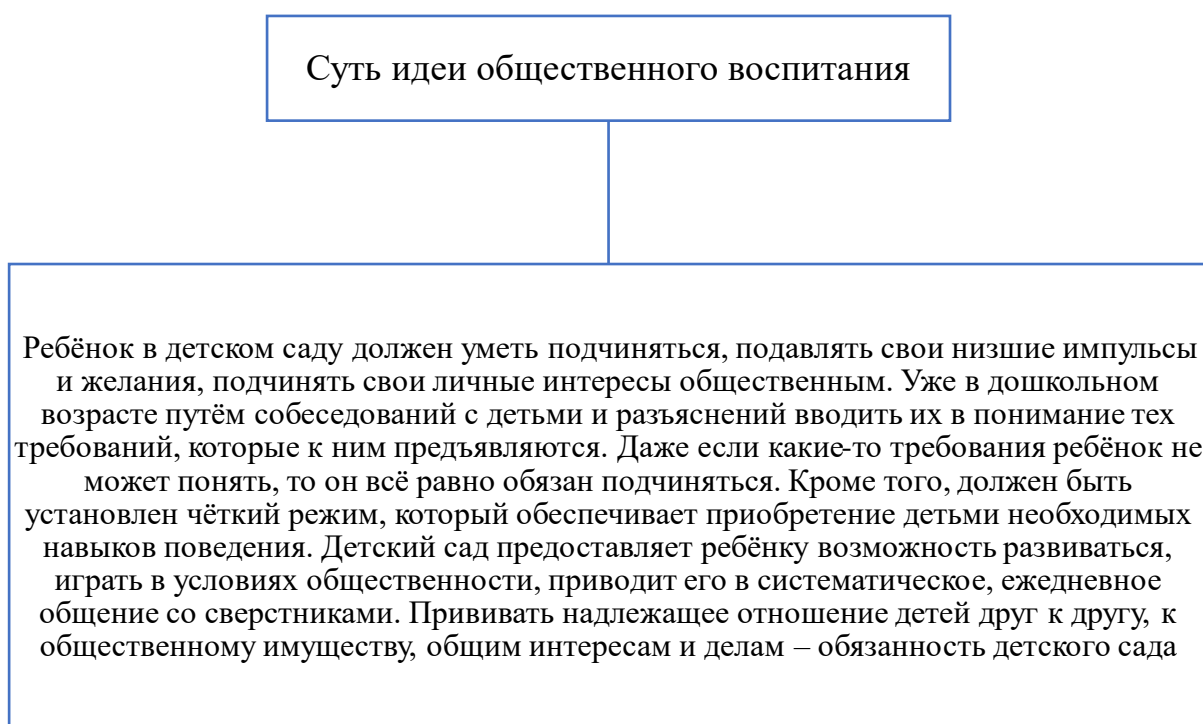 Суть идеи общественного воспитания
Ребёнок в детском саду должен уметь подчиняться, подавлять свои низшие импульсы
и желания, подчинять свои личные интересы общественным. Уже в дошкольном
возрасте путём собеседований с детьми и разъяснений вводить их в понимание тех
требований, которые к ним предъявляются. Даже если какие-то требования ребёнок не
может понять, то он всё равно обязан подчиняться. Кроме того, должен быть
установлен чёткий режим, который обеспечивает приобретение детьми необходимых
навыков поведения. Детский сад предоставляет ребёнку возможность развиваться,
играть в условиях общественности, приводит его в систематическое, ежедневное
общение со сверстниками. Прививать надлежащее отношение детей друг к другу, к
общественному имуществу, общим интересам и делам – обязанность детского сада